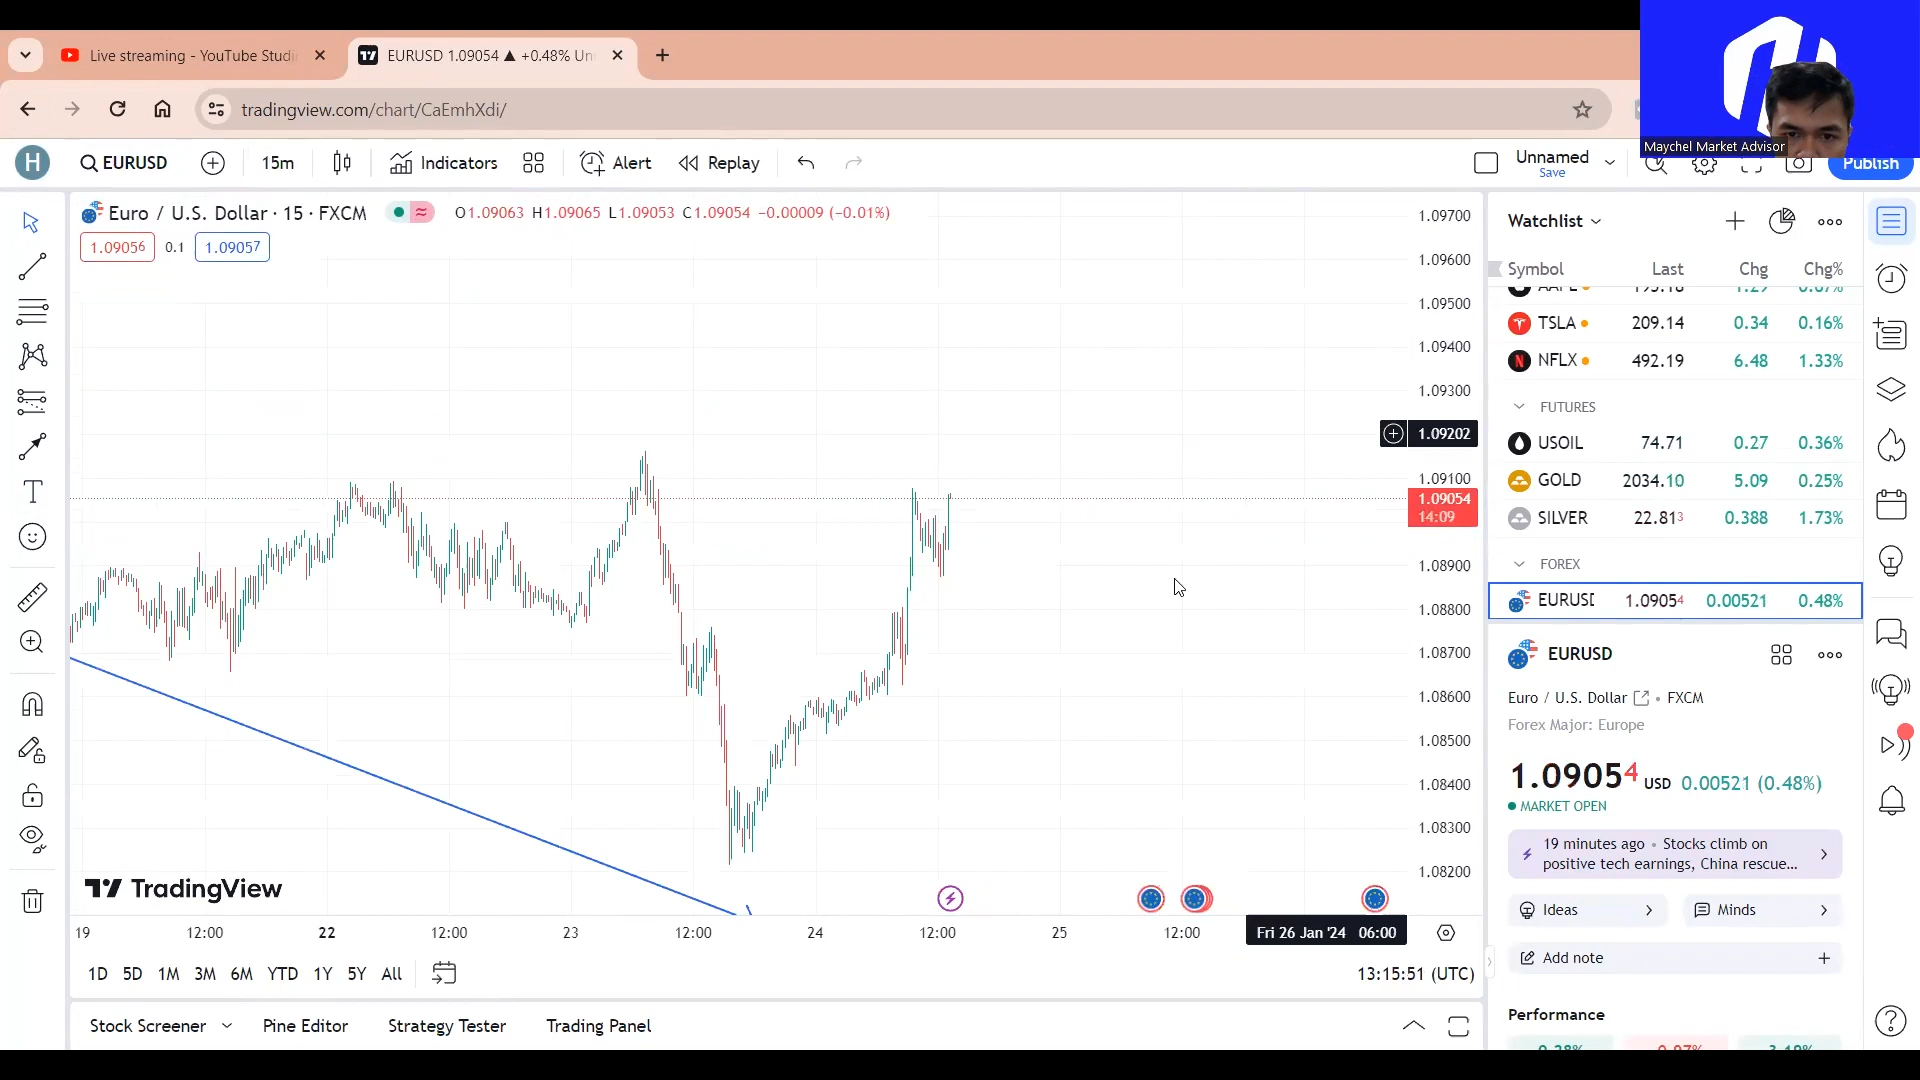 Live streaming - YouTube Studi
EURUSD 1.09054 ▲ +0.48% Un
tradingview.com/chart/CaEmhXdi/
Maychel Market Advisor
H
EURUSD
15m
Indicators
Alert
Replay
Unnamed
Save
Publish
Euro / U.S. Dollar · 15 · FXCM
O1.09063 H1.09065 L1.09053 C1.09054 −0.00009 (−0.01%)
1.09056
0.1
1.09057
1.09700
1.09600
1.09500
1.09400
1.09300
1.09202
1.09100
1.09054
14:09
1.08900
1.08800
1.08700
1.08600
1.08500
1.08400
1.08300
1.08200
TradingView
19
12:00
22
12:00
23
12:00
24
12:00
25
12:00
Fri 26 Jan '24 06:00
1D 5D 1M 3M 6M YTD 1Y 5Y All
13:15:51 (UTC)
Stock Screener
Pine Editor
Strategy Tester
Trading Panel
Watchlist
Symbol Last Chg Chg%
TSLA 209.14 0.34 0.16%
NFLX 492.19 6.48 1.33%
FUTURES
USOIL 74.71 0.27 0.36%
GOLD 2034.10 5.09 0.25%
SILVER 22.813 0.388 1.73%
FOREX
EURUSD 1.09054 0.00521 0.48%
EURUSD
Euro / U.S. Dollar • FXCM
Forex Major: Europe
1.09054 USD 0.00521 (0.48%)
MARKET OPEN
19 minutes ago • Stocks climb on
positive tech earnings, China rescue...
Ideas
Minds
Add note
Performance